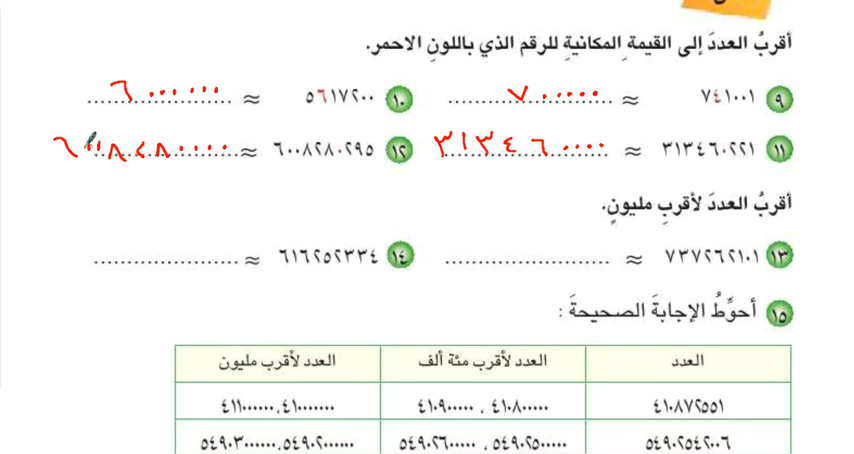 أقربُ العددَ إلى القيمةِ المكانيةِ للرقم الذي باللونِ الاحمر.
٩ ٧٤١٠٠١ ≈ ٧٠٠٠٠٠
١٠ ٥٦١٧٢٠٠ ≈ ٦٠٠٠٠٠٠
١١ ٣١٣٤٦٠٢٢١ ≈ ٣١٣٤٦٠٠٠٠
١٢ ٦٠٠٨٢٨٠٢٩٥ ≈ ٦٠٠٨٢٨٠٠٠٠
أقربُ العددَ لأقربِ مليونٍ.
١٣ ٧٣٧٢٦٢١٠١ ≈ ..........................
١٤ ٦١٦٢٥٢٣٣٤ ≈ ..........................
١٥ أحوِّطُ الإجابةَ الصحيحةَ :
العدد العدد لأقرب مئة ألف العدد لأقرب مليون
٤١٠٨٧٢٥٥١ ٤١٠٨٠٠٠٠٠ ، ٤١٠٩٠٠٠٠٠ ٤١٠٠٠٠٠٠٠ ، ٤١١٠٠٠٠٠٠
٥٤٩٠٢٥٤٢٠٠٦ ٥٤٩٠٢٥٠٠٠٠٠ ، ٥٤٩٠٢٦٠٠٠٠٠ ٥٤٩٠٢٠٠٠٠٠٠ ، ٥٤٩٠٣٠٠٠٠٠٠